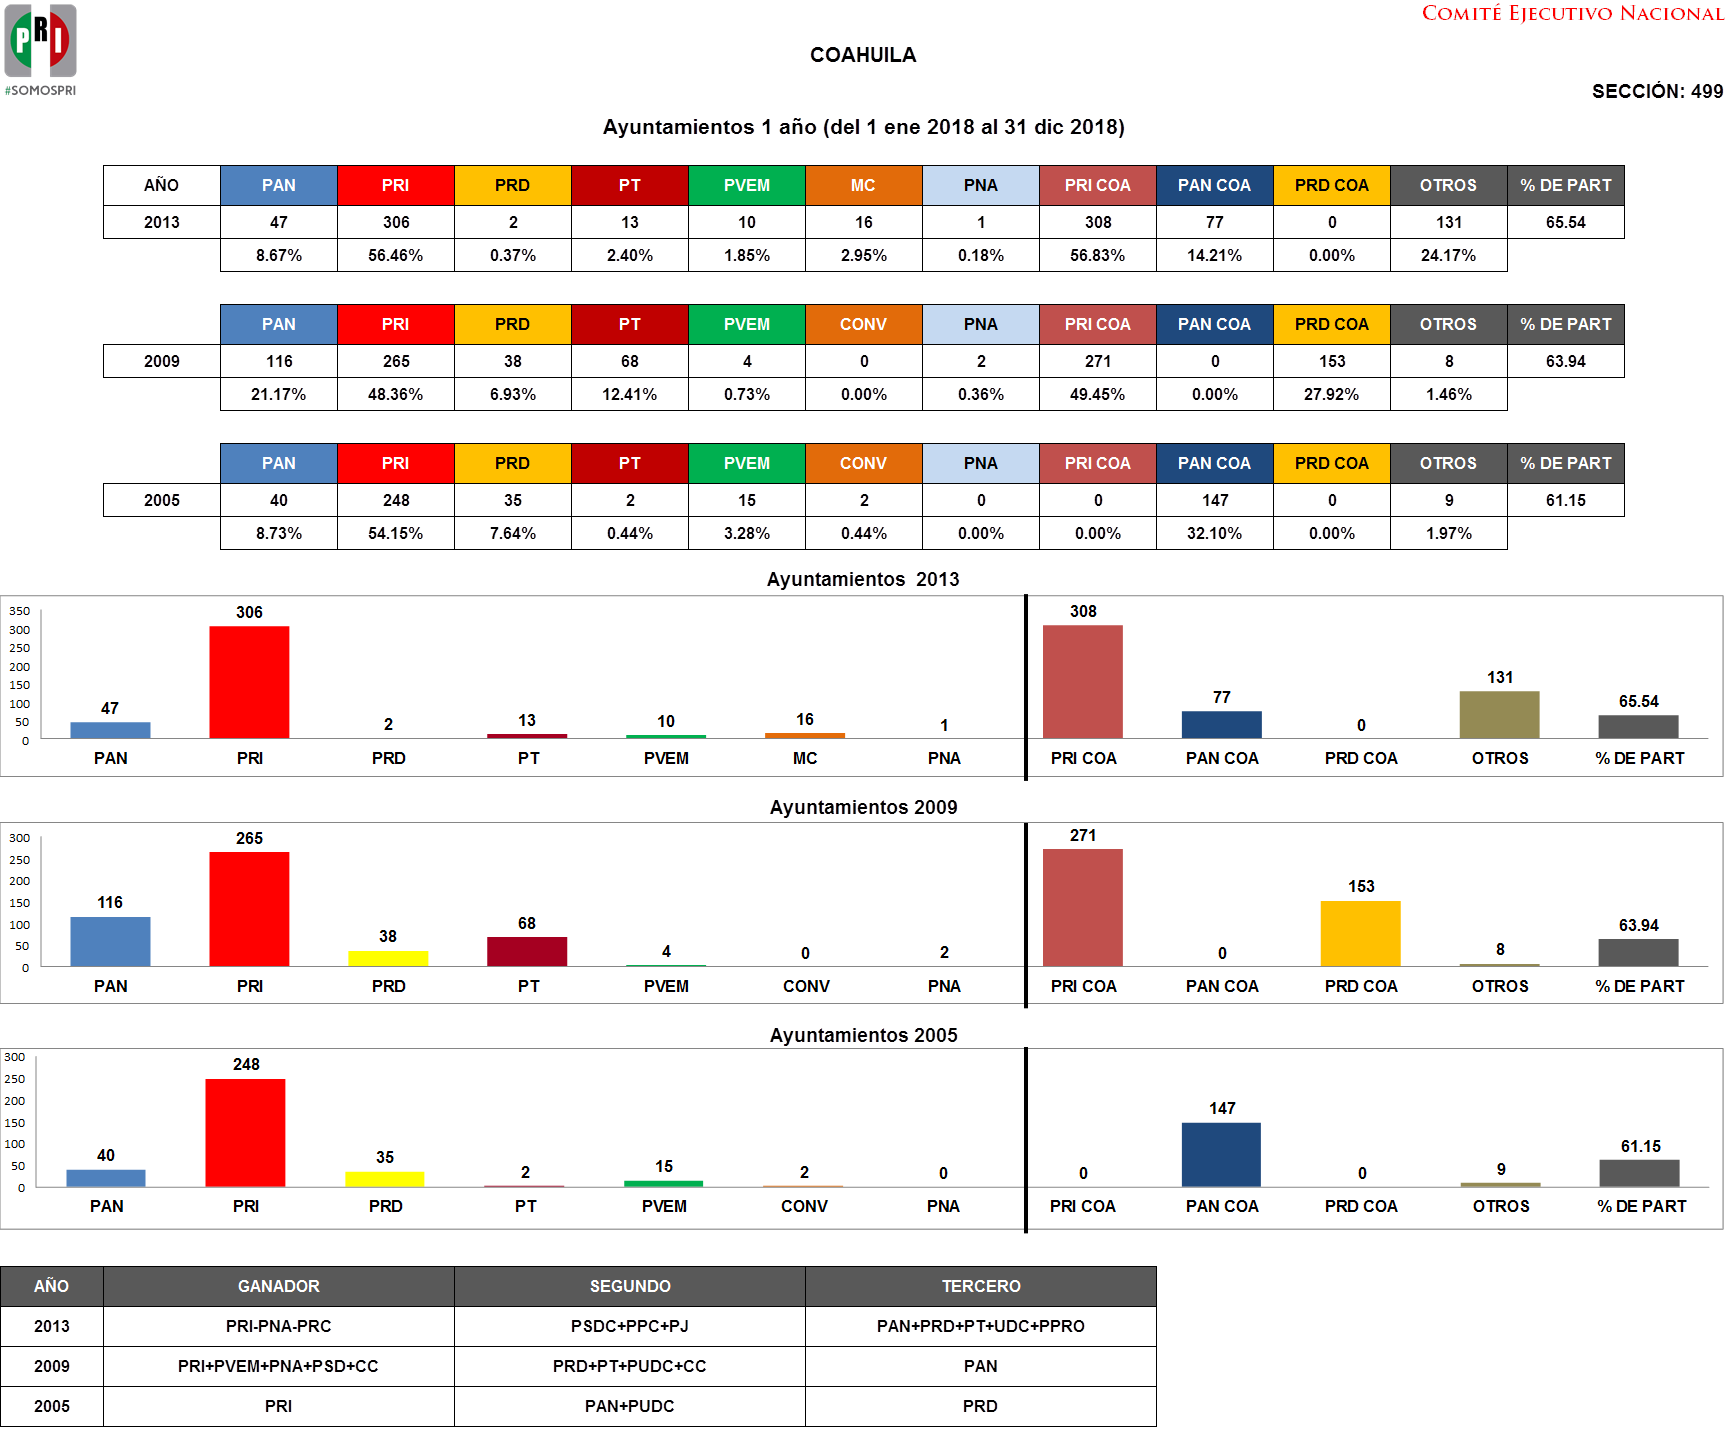 COMITÉ EJECUTIVO NACIONAL
PRI
#SOMOSPRI
COAHUILA
SECCIÓN: 499
Ayuntamientos 1 año (del 1 ene 2018 al 31 dic 2018)
AÑO PAN PRI PRD PT PVEM MC PNA PRI COA PAN COA PRD COA OTROS % DE PART
2013 47 306 2 13 10 16 1 308 77 0 131 65.54
8.67% 56.46% 0.37% 2.40% 1.85% 2.95% 0.18% 56.83% 14.21% 0.00% 24.17%
PAN PRI PRD PT PVEM CONV PNA PRI COA PAN COA PRD COA OTROS % DE PART
2009 116 265 38 68 4 0 2 271 0 153 8 63.94
21.17% 48.36% 6.93% 12.41% 0.73% 0.00% 0.36% 49.45% 0.00% 27.92% 1.46%
PAN PRI PRD PT PVEM CONV PNA PRI COA PAN COA PRD COA OTROS % DE PART
2005 40 248 35 2 15 2 0 0 147 0 9 61.15
8.73% 54.15% 7.64% 0.44% 3.28% 0.44% 0.00% 0.00% 32.10% 0.00% 1.97%
Ayuntamientos 2013
350
300
250
200
150
100
50
0
47 306 2 13 10 16 1 308 77 0 131 65.54
PAN PRI PRD PT PVEM MC PNA PRI COA PAN COA PRD COA OTROS % DE PART
Ayuntamientos 2009
300
250
200
150
100
50
0
116 265 38 68 4 0 2 271 0 153 8 63.94
PAN PRI PRD PT PVEM CONV PNA PRI COA PAN COA PRD COA OTROS % DE PART
Ayuntamientos 2005
300
250
200
150
100
50
0
40 248 35 2 15 2 0 0 147 0 9 61.15
PAN PRI PRD PT PVEM CONV PNA PRI COA PAN COA PRD COA OTROS % DE PART
AÑO GANADOR SEGUNDO TERCERO
2013 PRI-PNA-PRC PSDC+PPC+PJ PAN+PRD+PT+UDC+PPRO
2009 PRI+PVEM+PNA+PSD+CC PRD+PT+PUDC+CC PAN
2005 PRI PAN+PUDC PRD